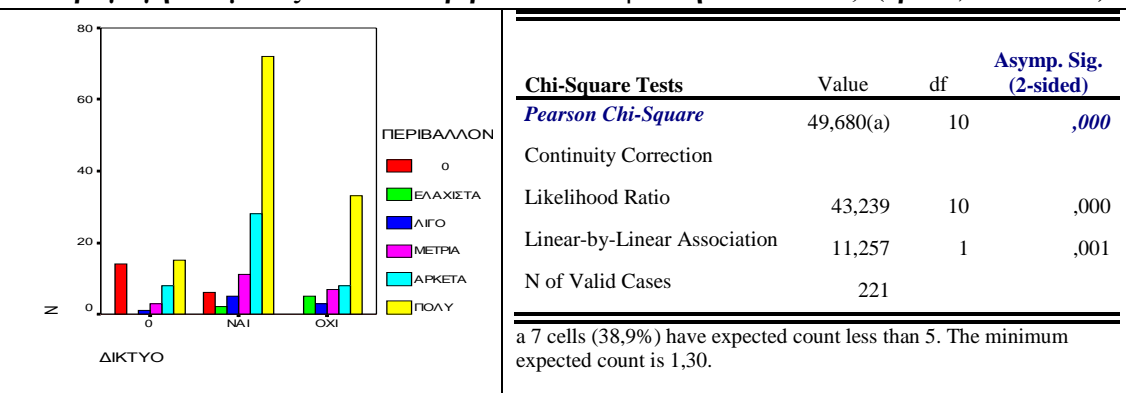 80
60
40
20
0
N
0 ΝΑΙ ΟΧΙ
ΔΙΚΤΥΟ
ΠΕΡΙΒΑΛΛΟΝ
0
ΕΛΑΧΙΣΤΑ
ΛΙΓΟ
ΜΕΤΡΙΑ
ΑΡΚΕΤΑ
ΠΟΛΥ
Chi-Square Tests Value df Asymp. Sig. (2-sided)
Pearson Chi-Square 49,680(a) 10 ,000
Continuity Correction
Likelihood Ratio 43,239 10 ,000
Linear-by-Linear Association 11,257 1 ,001
N of Valid Cases 221
a 7 cells (38,9%) have expected count less than 5. The minimum
expected count is 1,30.